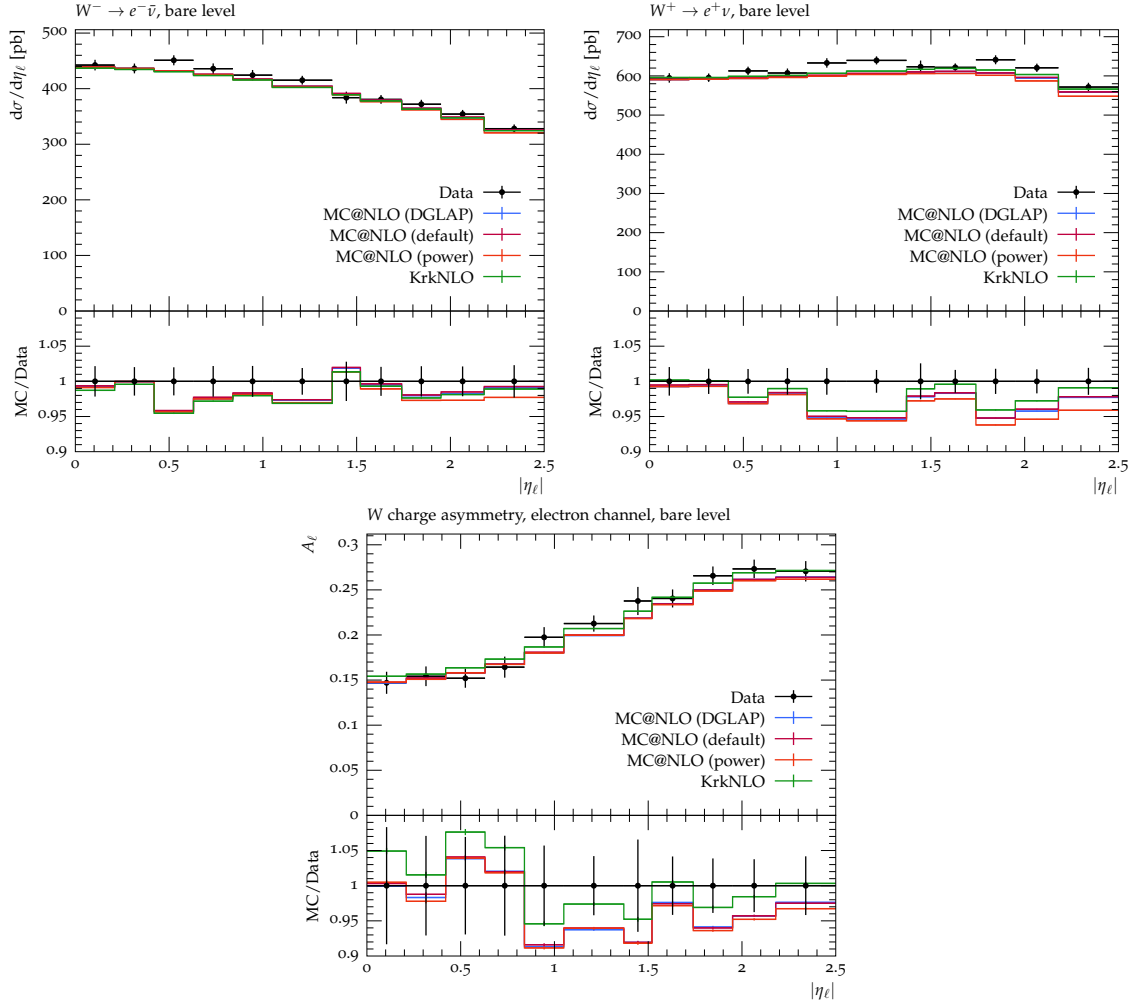 W⁻ → e⁻ν̄, bare level
dσ/dηℓ [pb]
500
400
300
200
100
0
Data
MC@NLO (DGLAP)
MC@NLO (default)
MC@NLO (power)
KrkNLO
MC/Data
1.05
1
0.95
0.9
0
0.5
1
1.5
2
2.5
|ηℓ|
W⁺ → e⁺ν, bare level
dσ/dηℓ [pb]
700
600
500
400
300
200
100
0
Data
MC@NLO (DGLAP)
MC@NLO (default)
MC@NLO (power)
KrkNLO
MC/Data
1.05
1
0.95
0.9
0
0.5
1
1.5
2
2.5
|ηℓ|
W charge asymmetry, electron channel, bare level
Aℓ
0.3
0.25
0.2
0.15
0.1
0.05
0
Data
MC@NLO (DGLAP)
MC@NLO (default)
MC@NLO (power)
KrkNLO
MC/Data
1.05
1
0.95
0.9
0
0.5
1
1.5
2
2.5
|ηℓ|